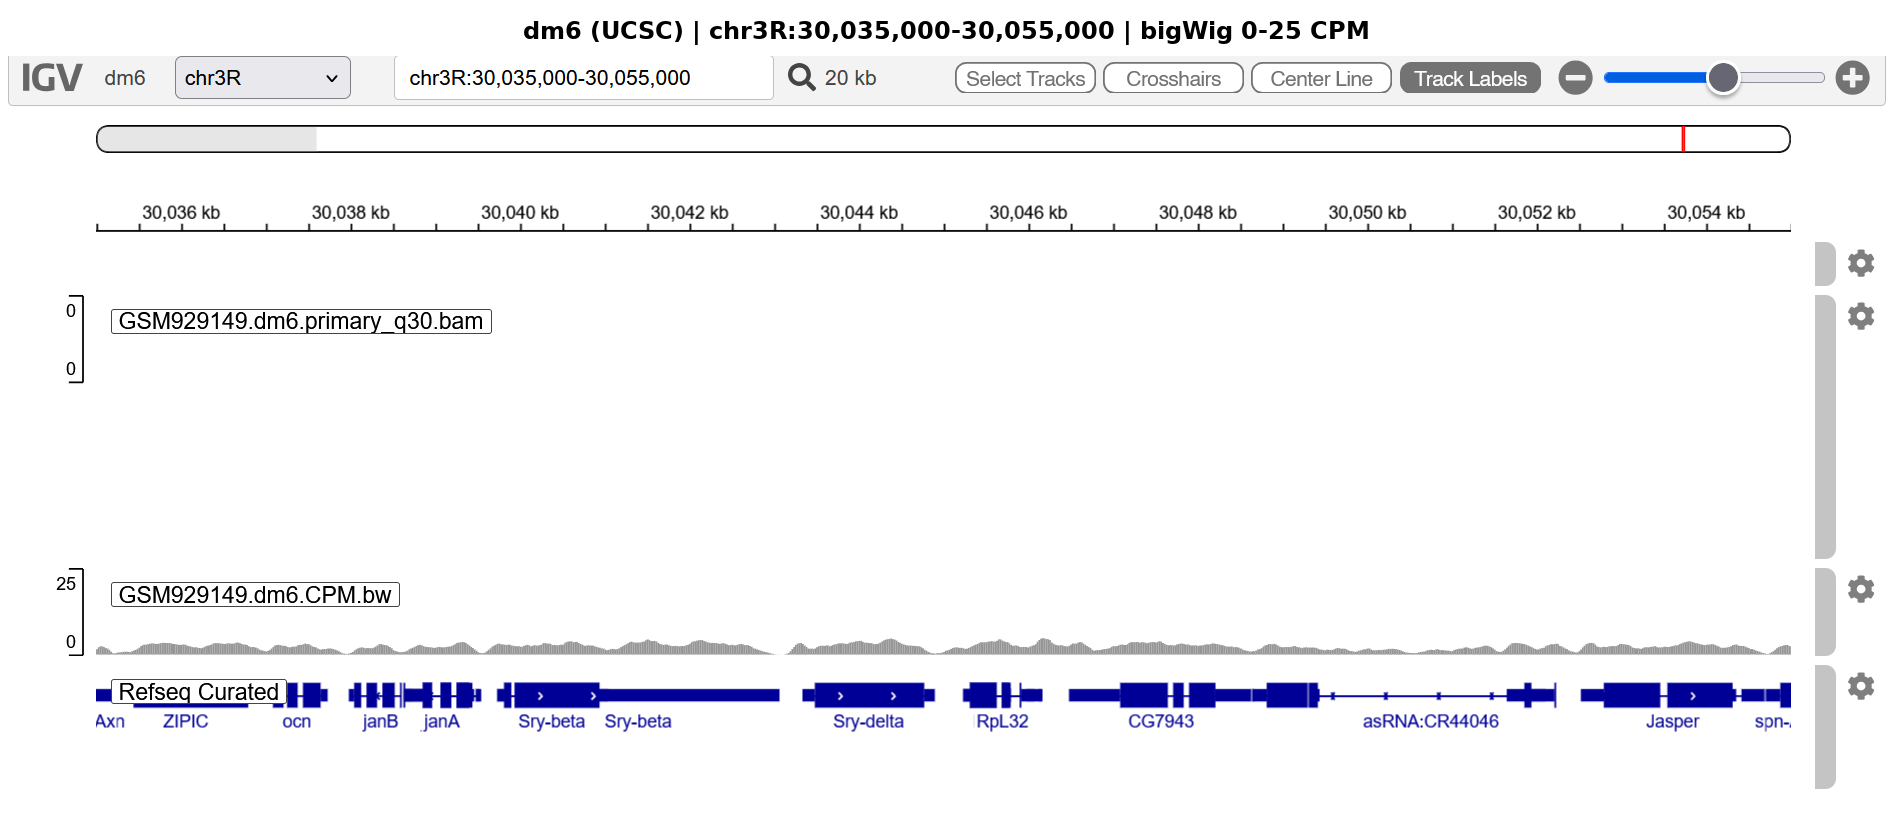 dm6 (UCSC) | chr3R:30,035,000-30,055,000 | bigWig 0-25 CPM
IGV dm6 chr3R chr3R:30,035,000-30,055,000 20 kb Select Tracks Crosshairs Center Line Track Labels
30,036 kb 30,038 kb 30,040 kb 30,042 kb 30,044 kb 30,046 kb 30,048 kb 30,050 kb 30,052 kb 30,054 kb
0
GSM929149.dm6.primary_q30.bam
0
25
GSM929149.dm6.CPM.bw
0
Refseq Curated
Axn ZIPIC ocn janB janA Sry-beta Sry-beta Sry-delta RpL32 CG7943 asRNA:CR44046 Jasper spn-